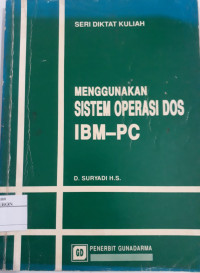 SERI DIKTAT KULIAH
MENGGUNAKAN
SISTEM OPERASI DOS
IBM-PC
D. SURYADI H.S.
GD
PENERBIT GUNADARMA